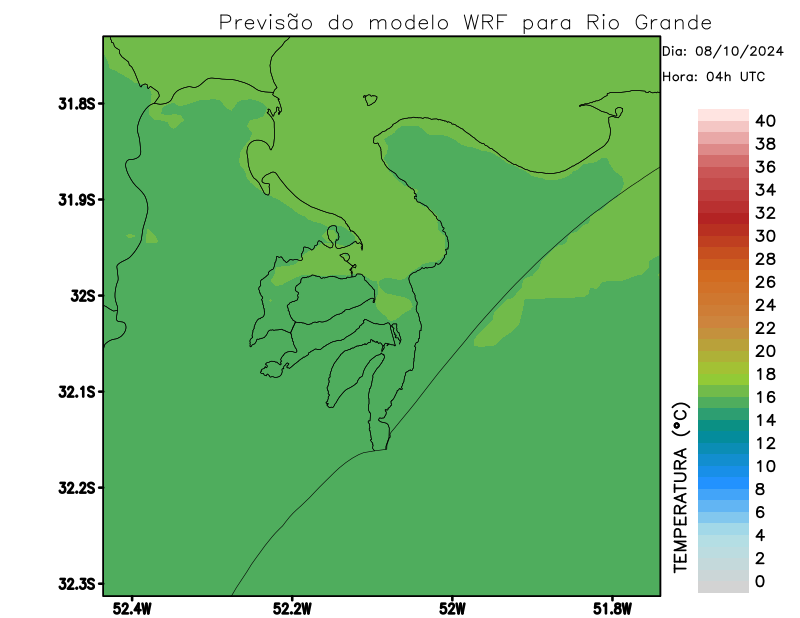 Previsão do modelo WRF para Rio Grande
Dia: 08/10/2024
Hora: 04h UTC
31.8S
31.9S
32S
32.1S
32.2S
32.3S
52.4W
52.2W
52W
51.8W
TEMPERATURA (°C)
40
38
36
34
32
30
28
26
24
22
20
18
16
14
12
10
8
6
4
2
0